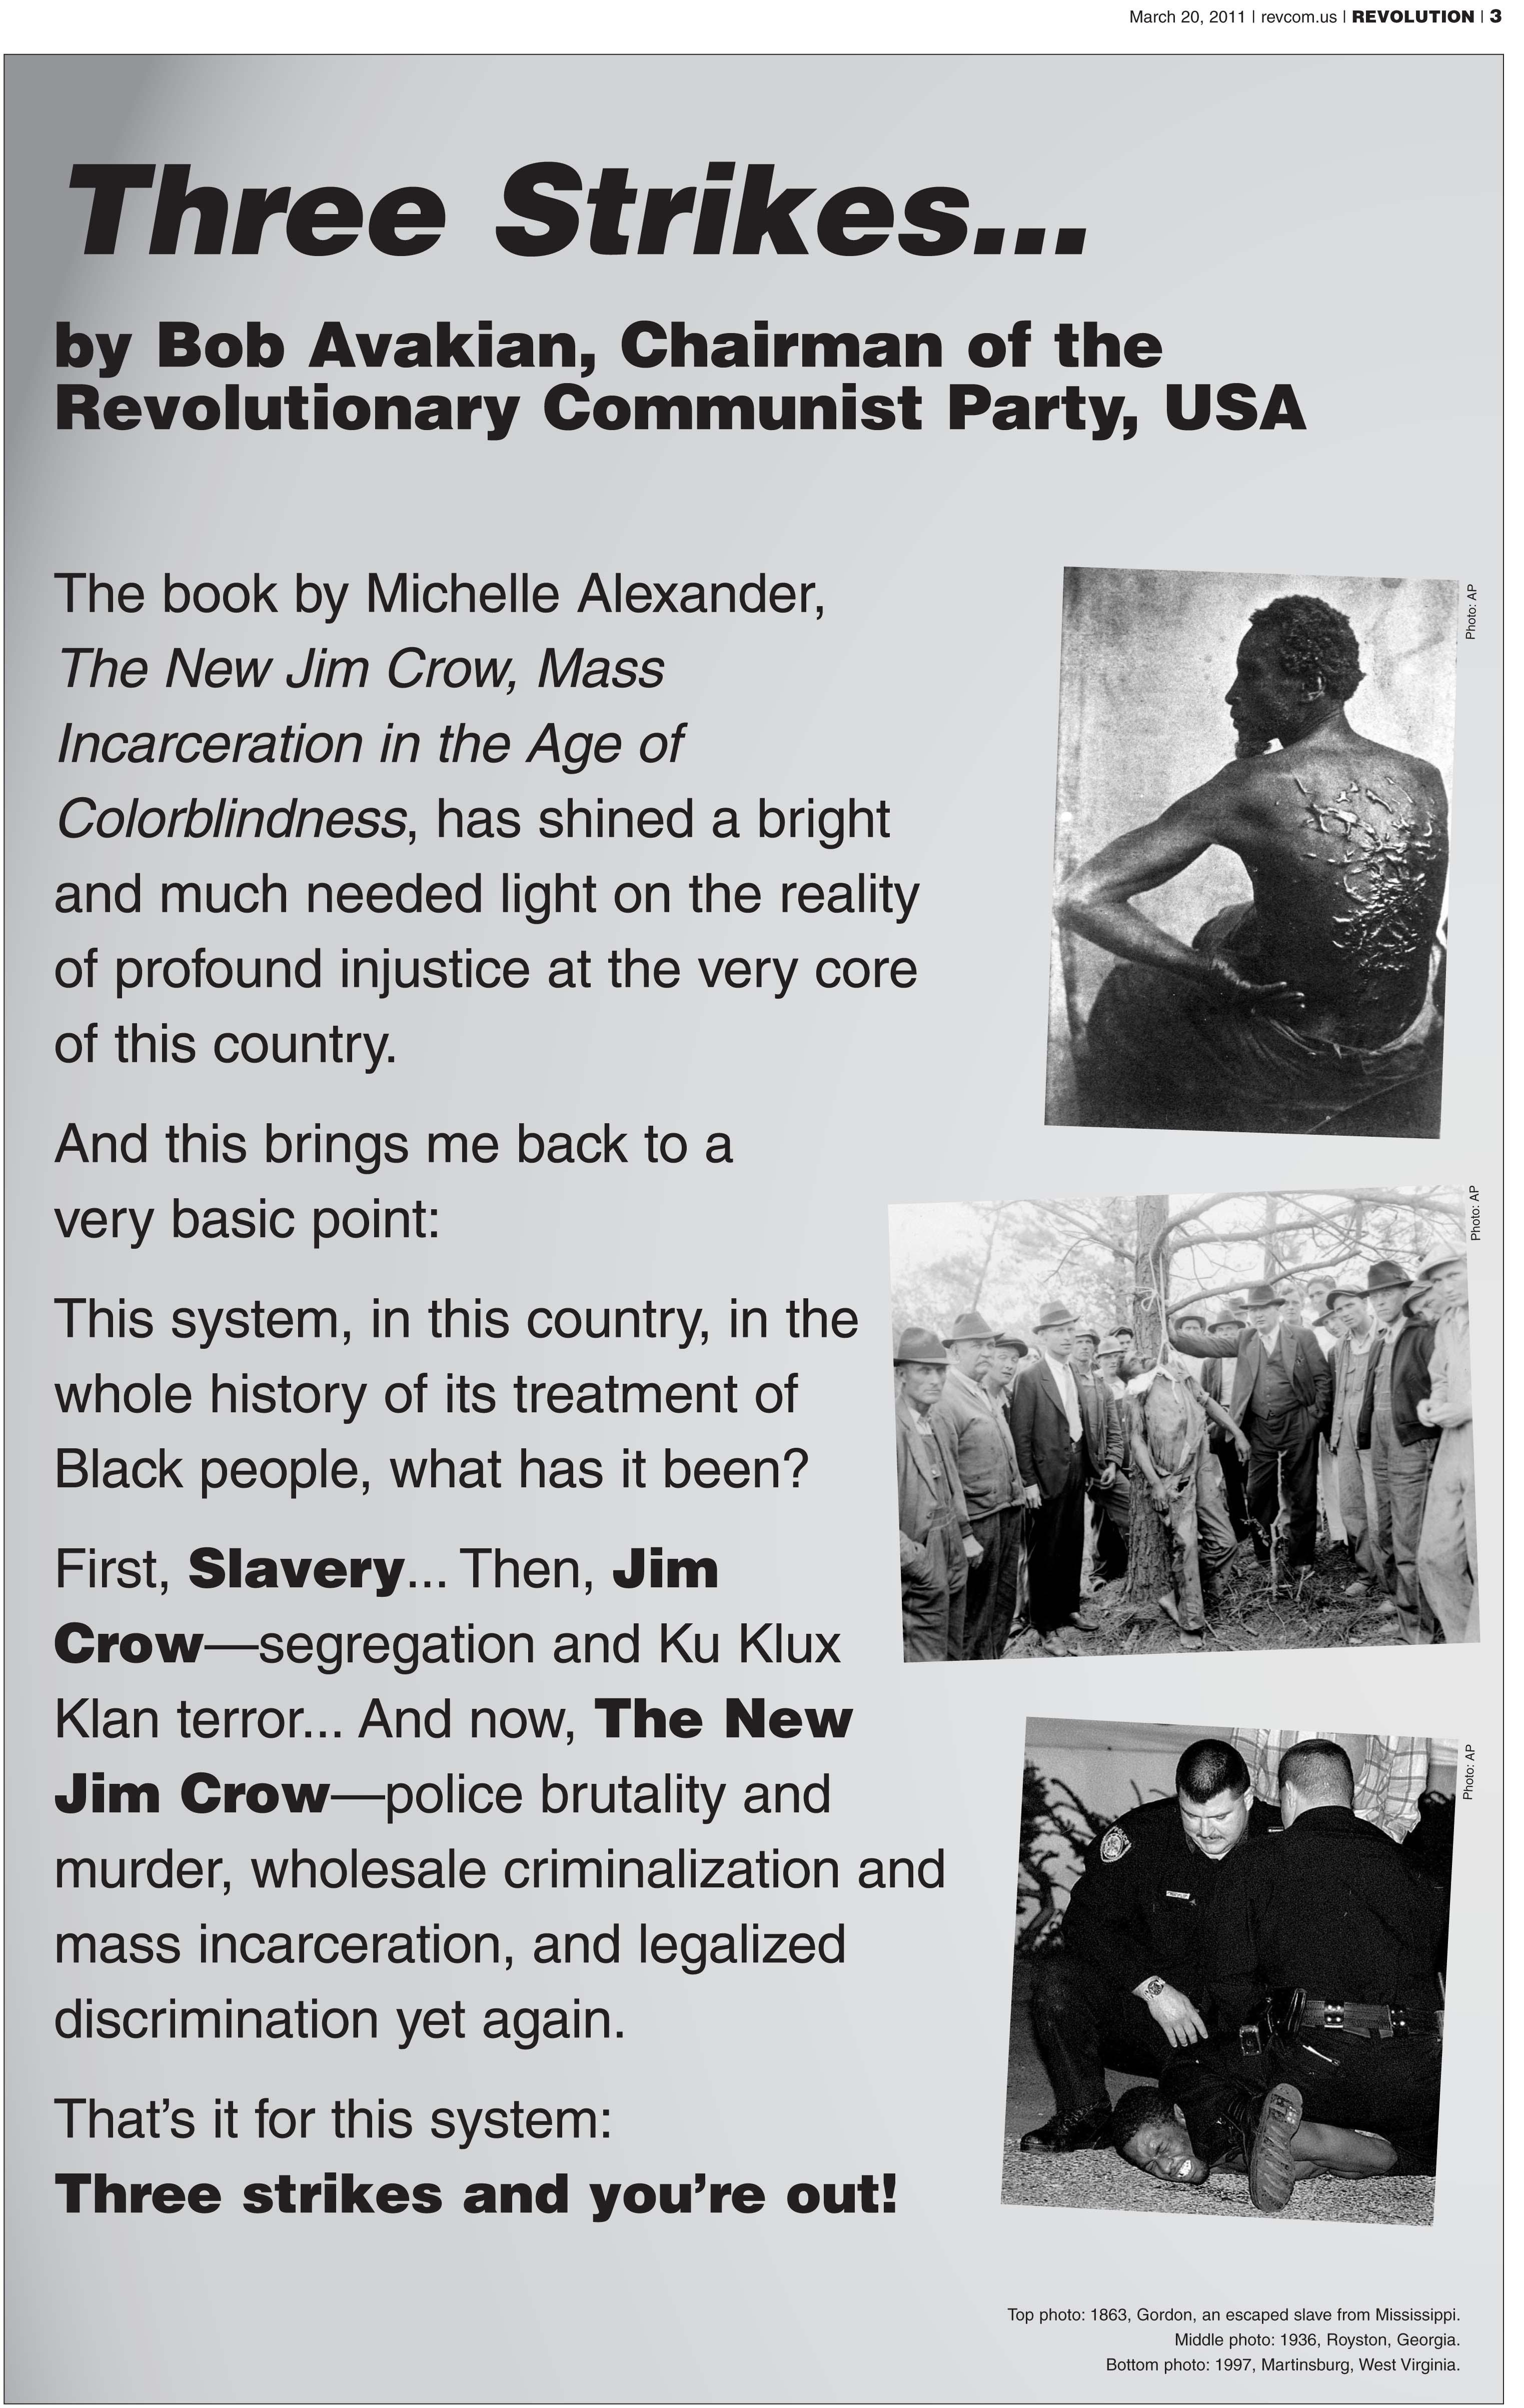 March 20, 2011 | revcom.us | REVOLUTION | 3
Three Strikes...
by Bob Avakian, Chairman of the
Revolutionary Communist Party, USA
The book by Michelle Alexander,
The New Jim Crow, Mass
Incarceration in the Age of
Colorblindness, has shined a bright
and much needed light on the reality
of profound injustice at the very core
of this country.
And this brings me back to a
very basic point:
This system, in this country, in the
whole history of its treatment of
Black people, what has it been?
First, Slavery... Then, Jim
Crow—segregation and Ku Klux
Klan terror... And now, The New
Jim Crow—police brutality and
murder, wholesale criminalization and
mass incarceration, and legalized
discrimination yet again.
That’s it for this system:
Three strikes and you’re out!
Photo: AP
Photo: AP
Photo: AP
Top photo: 1863, Gordon, an escaped slave from Mississippi.
Middle photo: 1936, Royston, Georgia.
Bottom photo: 1997, Martinsburg, West Virginia.